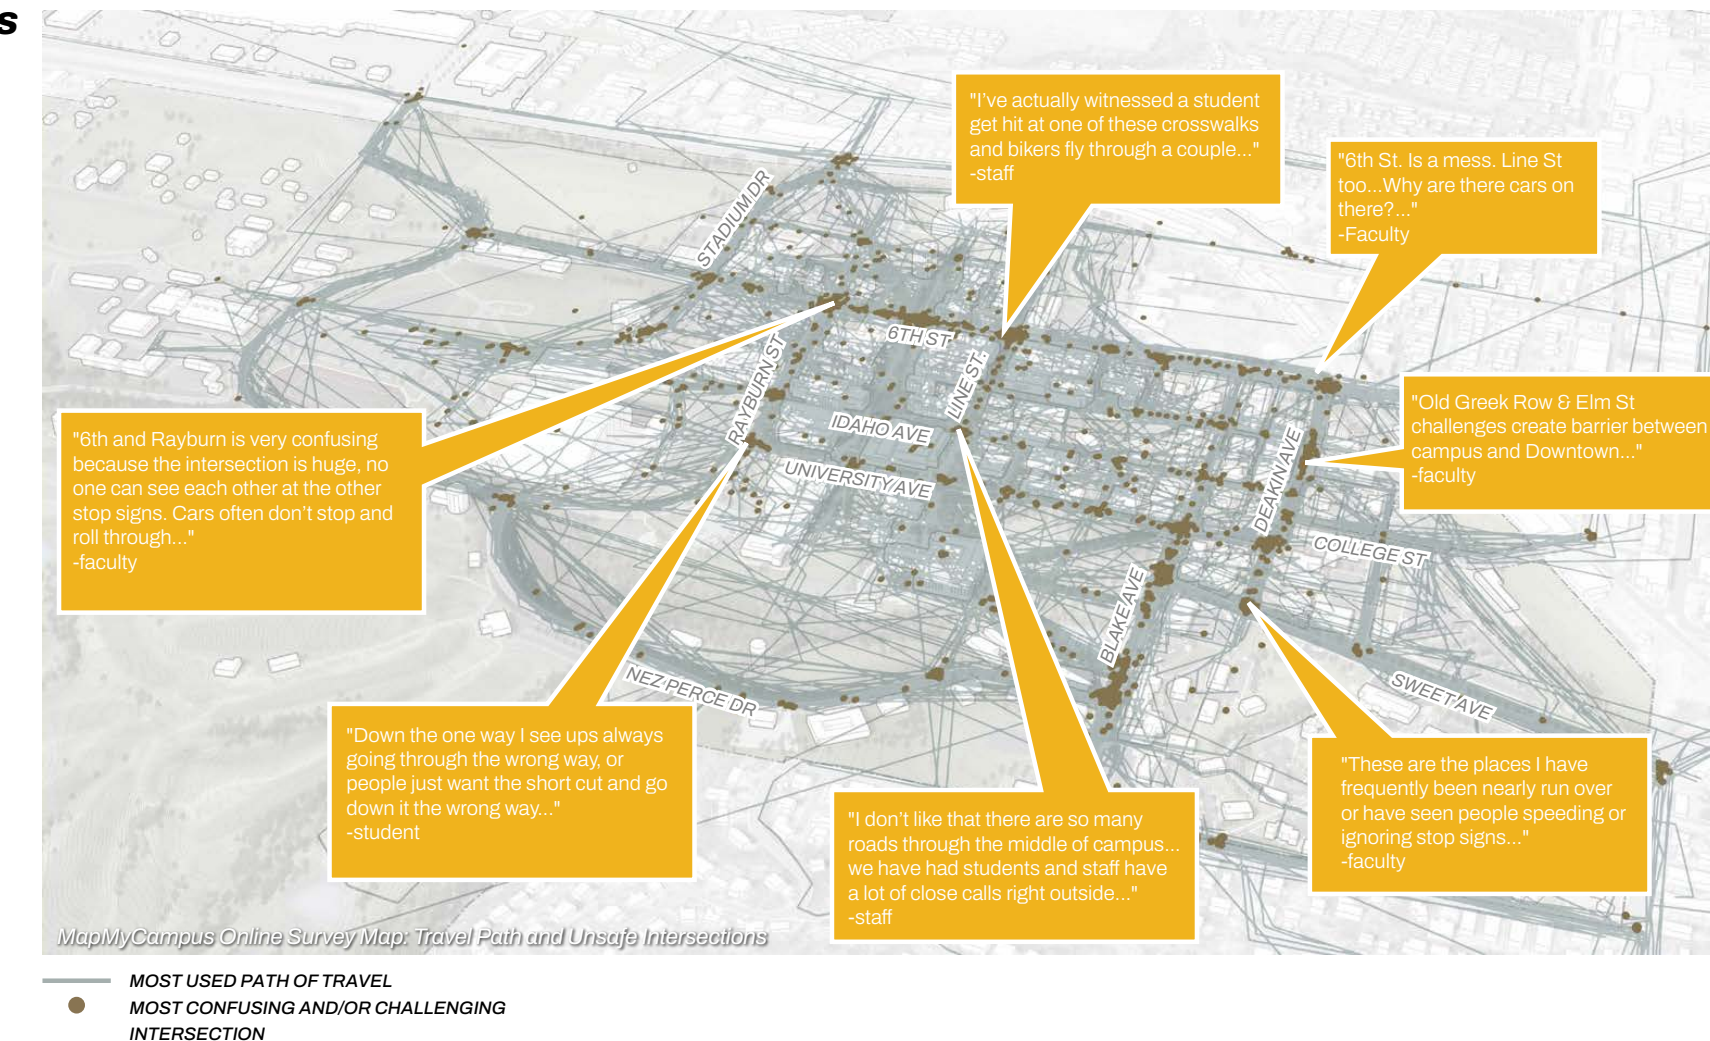 s
"I've actually witnessed a student
get hit at one of these crosswalks
and bikers fly through a couple..."
-staff
"6th St. Is a mess. Line St
too...Why are there cars on
there?..."
-Faculty
STADIUM DR
6TH ST
RAYBURN ST
LINE ST.
IDAHO AVE
UNIVERSITY AVE
DEAKIN AVE
COLLEGE ST
BLAKE AVE
NEZ PERCE DR
SWEET AVE
"Old Greek Row & Elm St
challenges create barrier between
campus and Downtown..."
-faculty
"6th and Rayburn is very confusing
because the intersection is huge, no
one can see each other at the other
stop signs. Cars often don't stop and
roll through..."
-faculty
"Down the one way I see ups always
going through the wrong way, or
people just want the short cut and go
down it the wrong way..."
-student
"I don't like that there are so many
roads through the middle of campus...
we have had students and staff have
a lot of close calls right outside..."
-staff
"These are the places I have
frequently been nearly run over
or have seen people speeding or
ignoring stop signs..."
-faculty
MapMyCampus Online Survey Map: Travel Path and Unsafe Intersections
MOST USED PATH OF TRAVEL
MOST CONFUSING AND/OR CHALLENGING
INTERSECTION